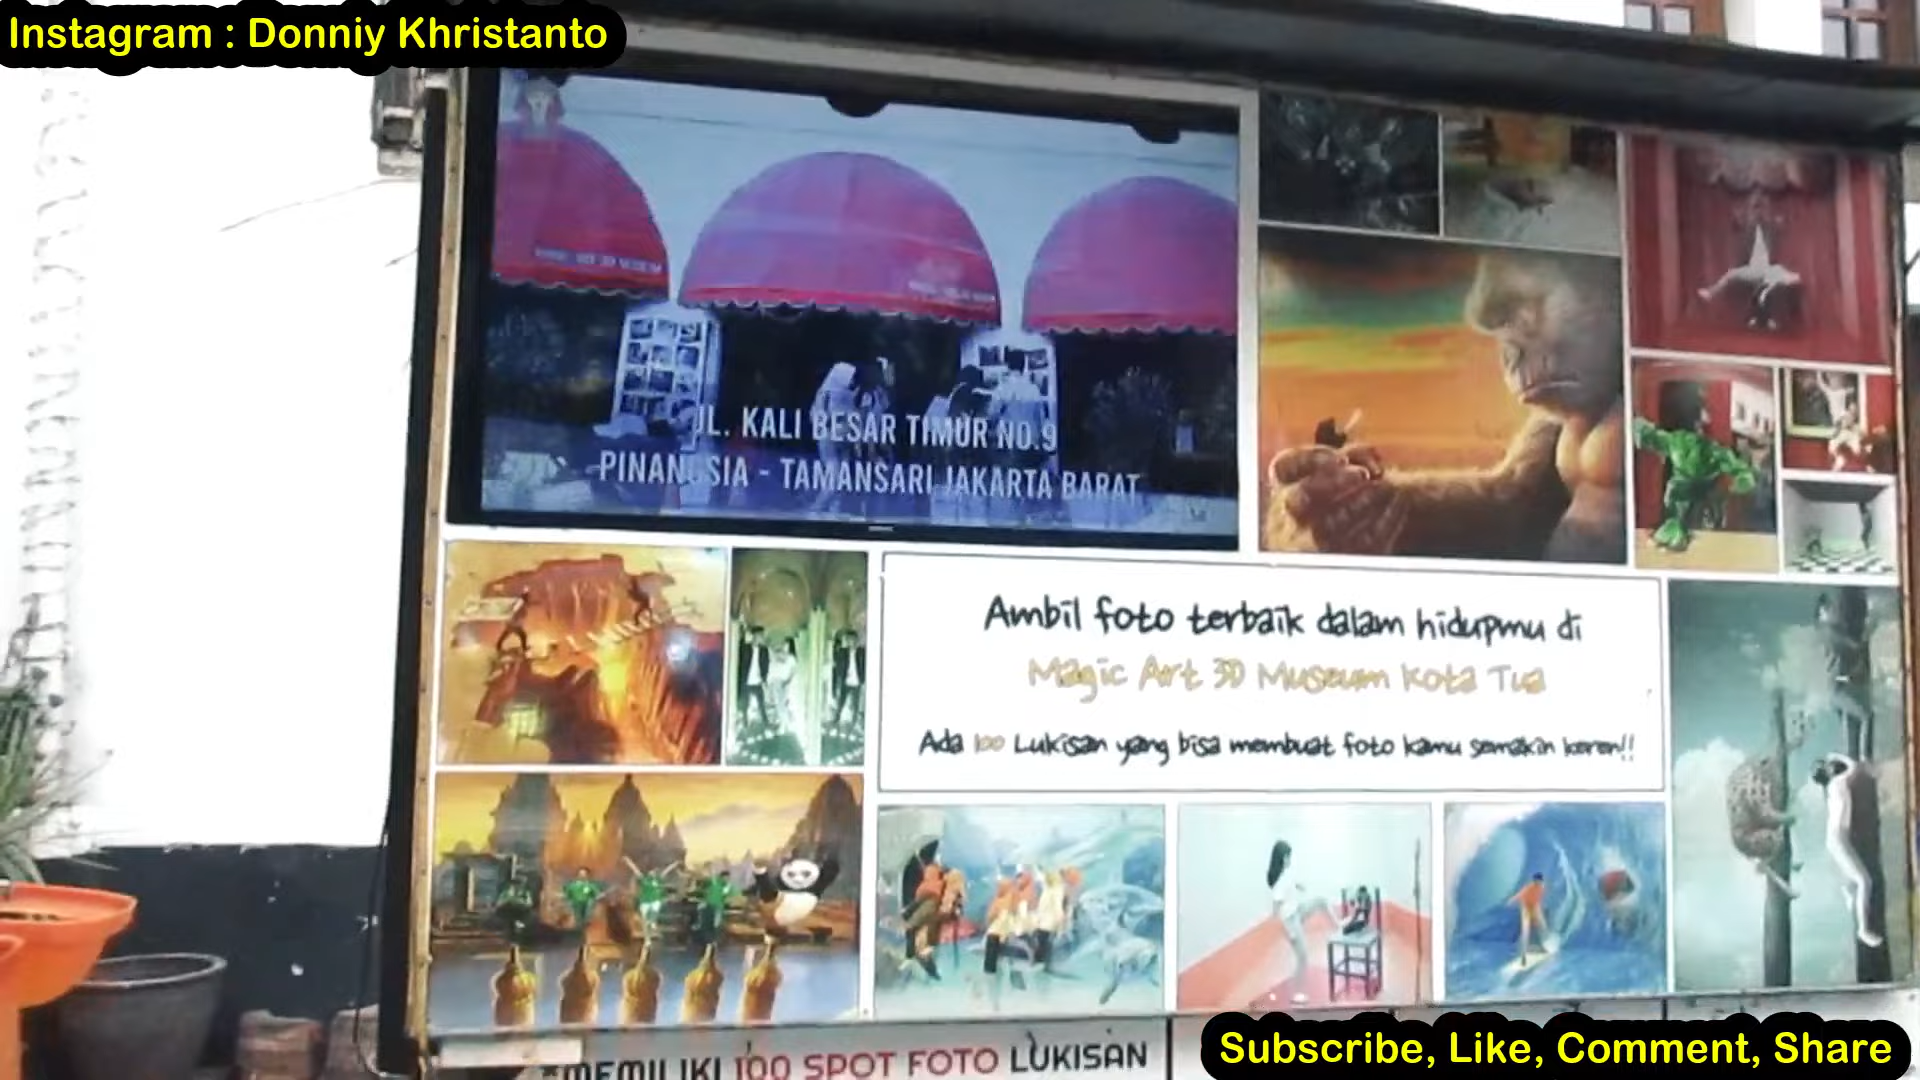 Instagram : Donniy Khristanto
JL. KALI BESAR TIMUR NO.9
PINANGSIA - TAMANSARI JAKARTA BARAT
Ambil foto terbaik dalam hidupmu di
Magic Art 3D Museum Kota Tua
Ada 100 Lukisan yang bisa membuat foto kamu semakin keren!!
MEMILIKI 100 SPOT FOTO LUKISAN
Subscribe, Like, Comment, Share